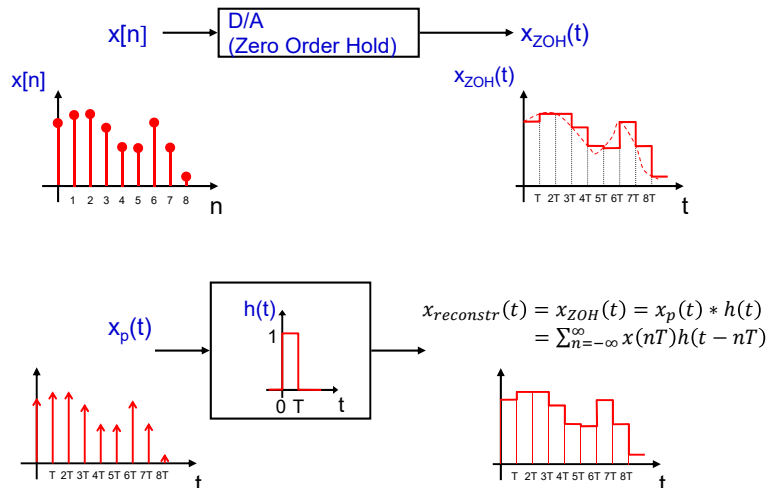 x[n]
D/A
(Zero Order Hold)
x_ZOH(t)
x[n]
1 2 3 4 5 6 7 8
n
x_ZOH(t)
T 2T 3T 4T 5T 6T 7T 8T
t
x_p(t)
h(t)
1
0 T
t
x_reconstr(t) = x_ZOH(t) = x_p(t) * h(t)
= ∑_{n=-∞}^{∞} x(nT)h(t − nT)
T 2T 3T 4T 5T 6T 7T 8T
t
T 2T 3T 4T 5T 6T 7T 8T
t